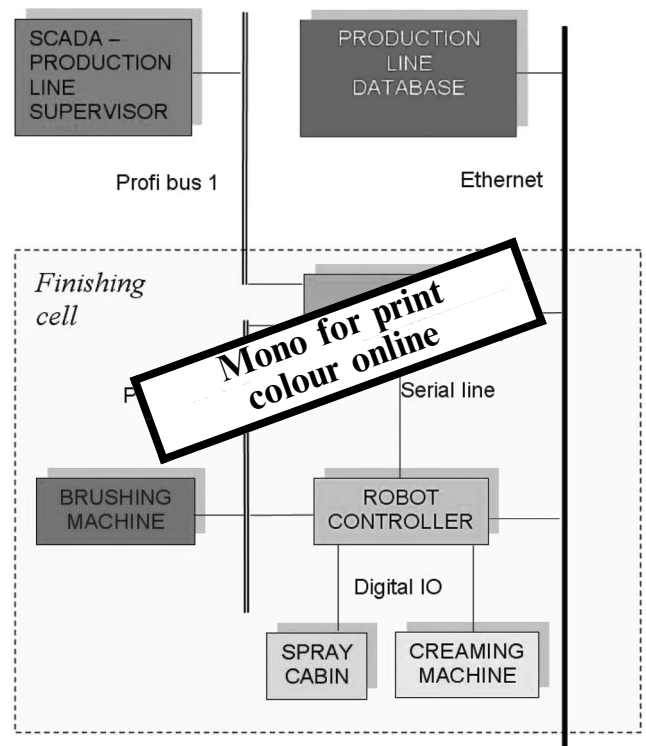 SCADA –
PRODUCTION
LINE
SUPERVISOR
PRODUCTION
LINE
DATABASE
Profi bus 1
Ethernet
Finishing
cell
Mono for print
colour online
Serial line
BRUSHING
MACHINE
ROBOT
CONTROLLER
Digital IO
SPRAY
CABIN
CREAMING
MACHINE